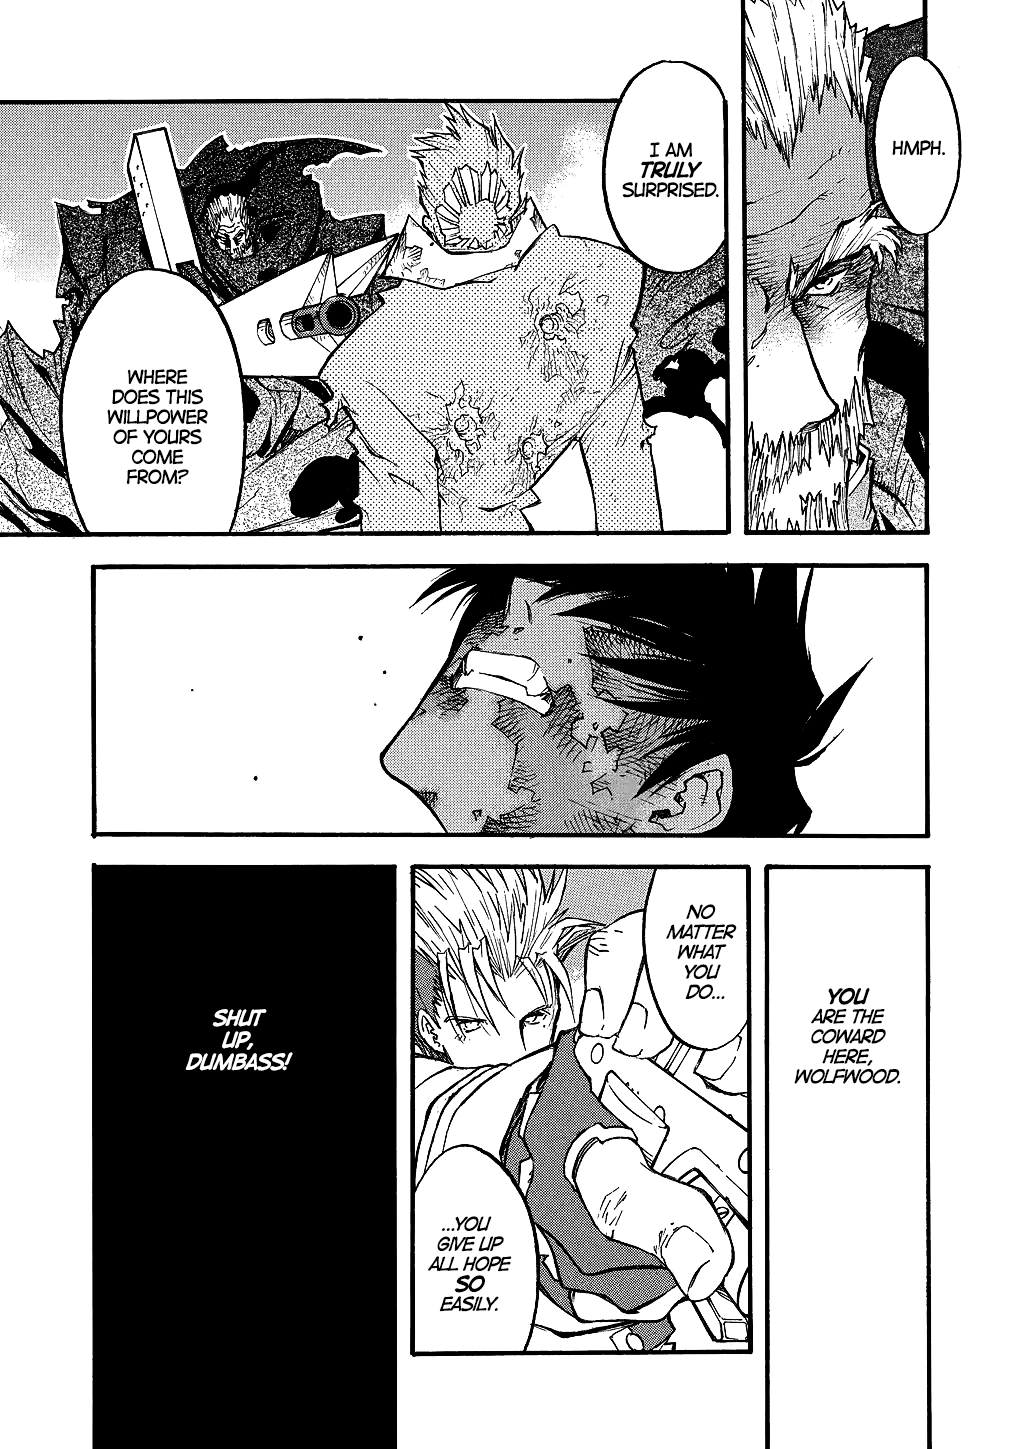 HMPH.
I AM
TRULY
SURPRISED.
WHERE
DOES THIS
WILLPOWER
OF YOURS
COME
FROM?
YOU
ARE THE
COWARD
HERE,
WOLFWOOD.
NO
MATTER
WHAT
YOU
DO...
...YOU
GIVE UP
ALL HOPE
SO
EASILY.
SHUT
UP,
DUMBASS!